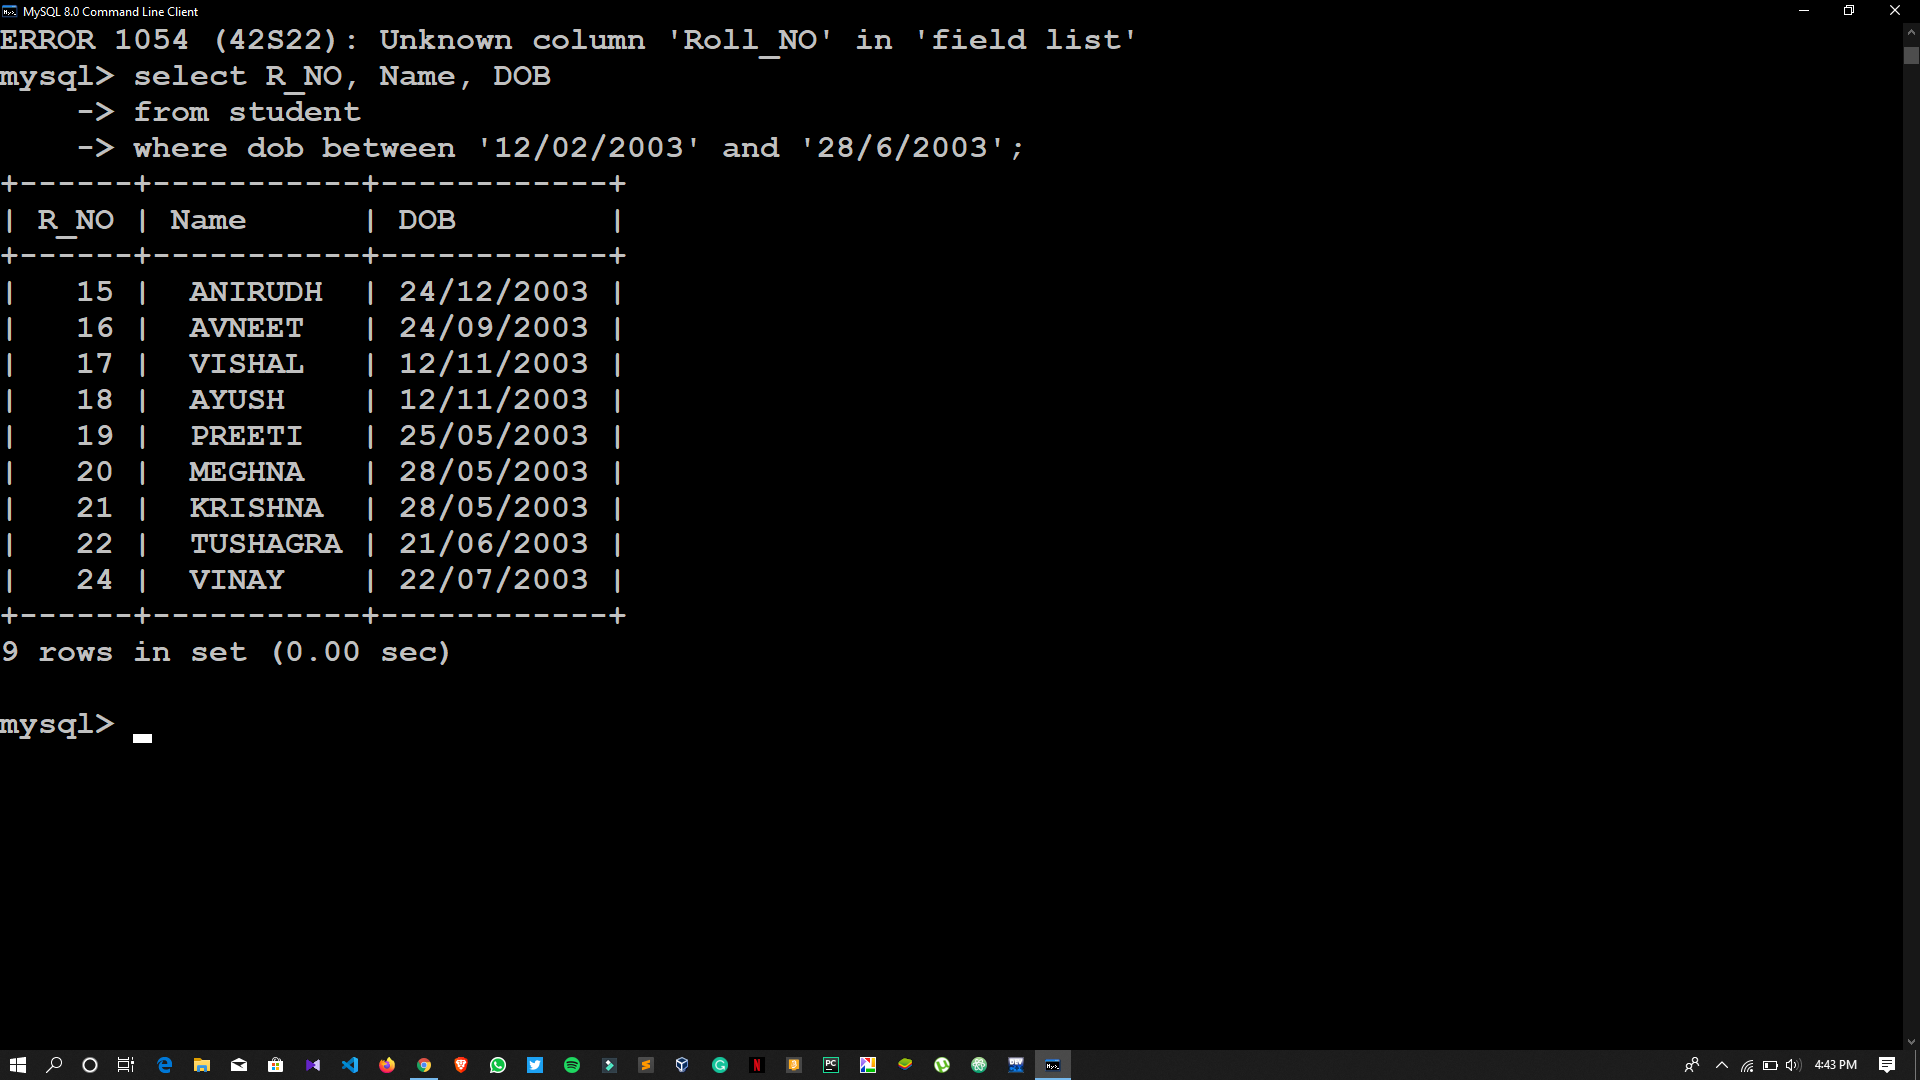 MySQL 8.0 Command Line Client
ERROR 1054 (42S22): Unknown column 'Roll_NO' in 'field list'
mysql> select R_NO, Name, DOB
    -> from student
    -> where dob between '12/02/2003' and '28/6/2003';
+------+-----------+------------+
| R_NO | Name      | DOB        |
+------+-----------+------------+
|   15 |  ANIRUDH  | 24/12/2003 |
|   16 |  AVNEET   | 24/09/2003 |
|   17 |  VISHAL   | 12/11/2003 |
|   18 |  AYUSH    | 12/11/2003 |
|   19 |  PREETI   | 25/05/2003 |
|   20 |  MEGHNA   | 28/05/2003 |
|   21 |  KRISHNA  | 28/05/2003 |
|   22 |  TUSHAGRA | 21/06/2003 |
|   24 |  VINAY    | 22/07/2003 |
+------+-----------+------------+
9 rows in set (0.00 sec)
mysql>
4:43 PM